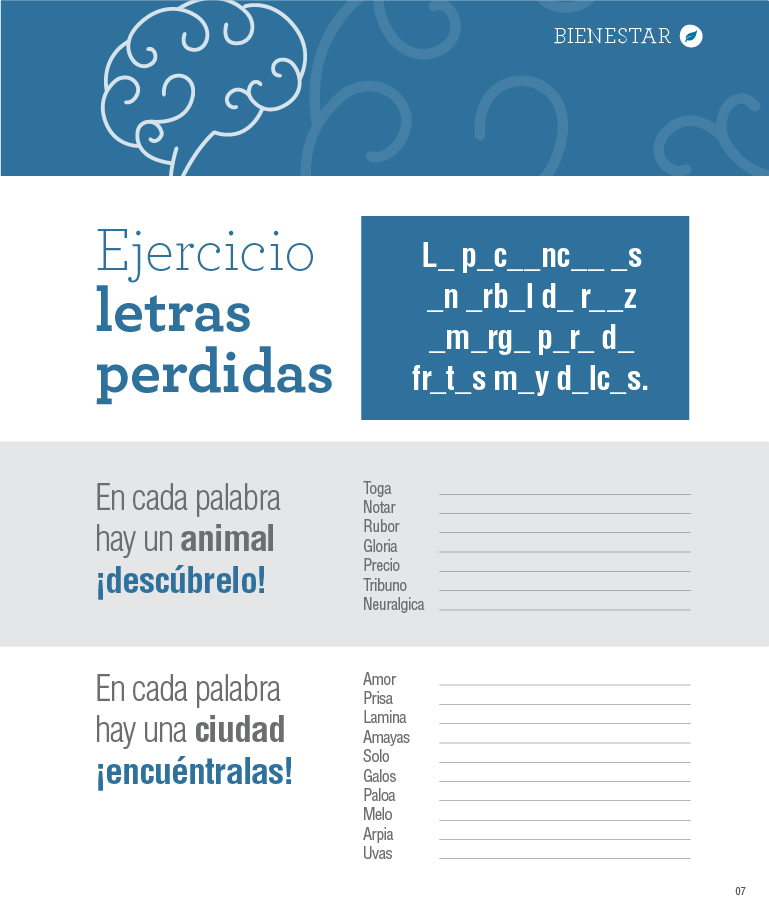 BIENESTAR
Ejercicio
letras
perdidas
L_ p_c__nc__ _s
_n _rb_l d_ r__z
_m_rg_ p_r_ d_
fr_t_s m_y d_lc_s.
En cada palabra
hay un animal
¡descúbrelo!
Toga
Notar
Rubor
Gloria
Precio
Tribuno
Neuralgica
En cada palabra
hay una ciudad
¡encuéntralas!
Amor
Prisa
Lamina
Amayas
Solo
Galos
Paloa
Melo
Arpia
Uvas
07